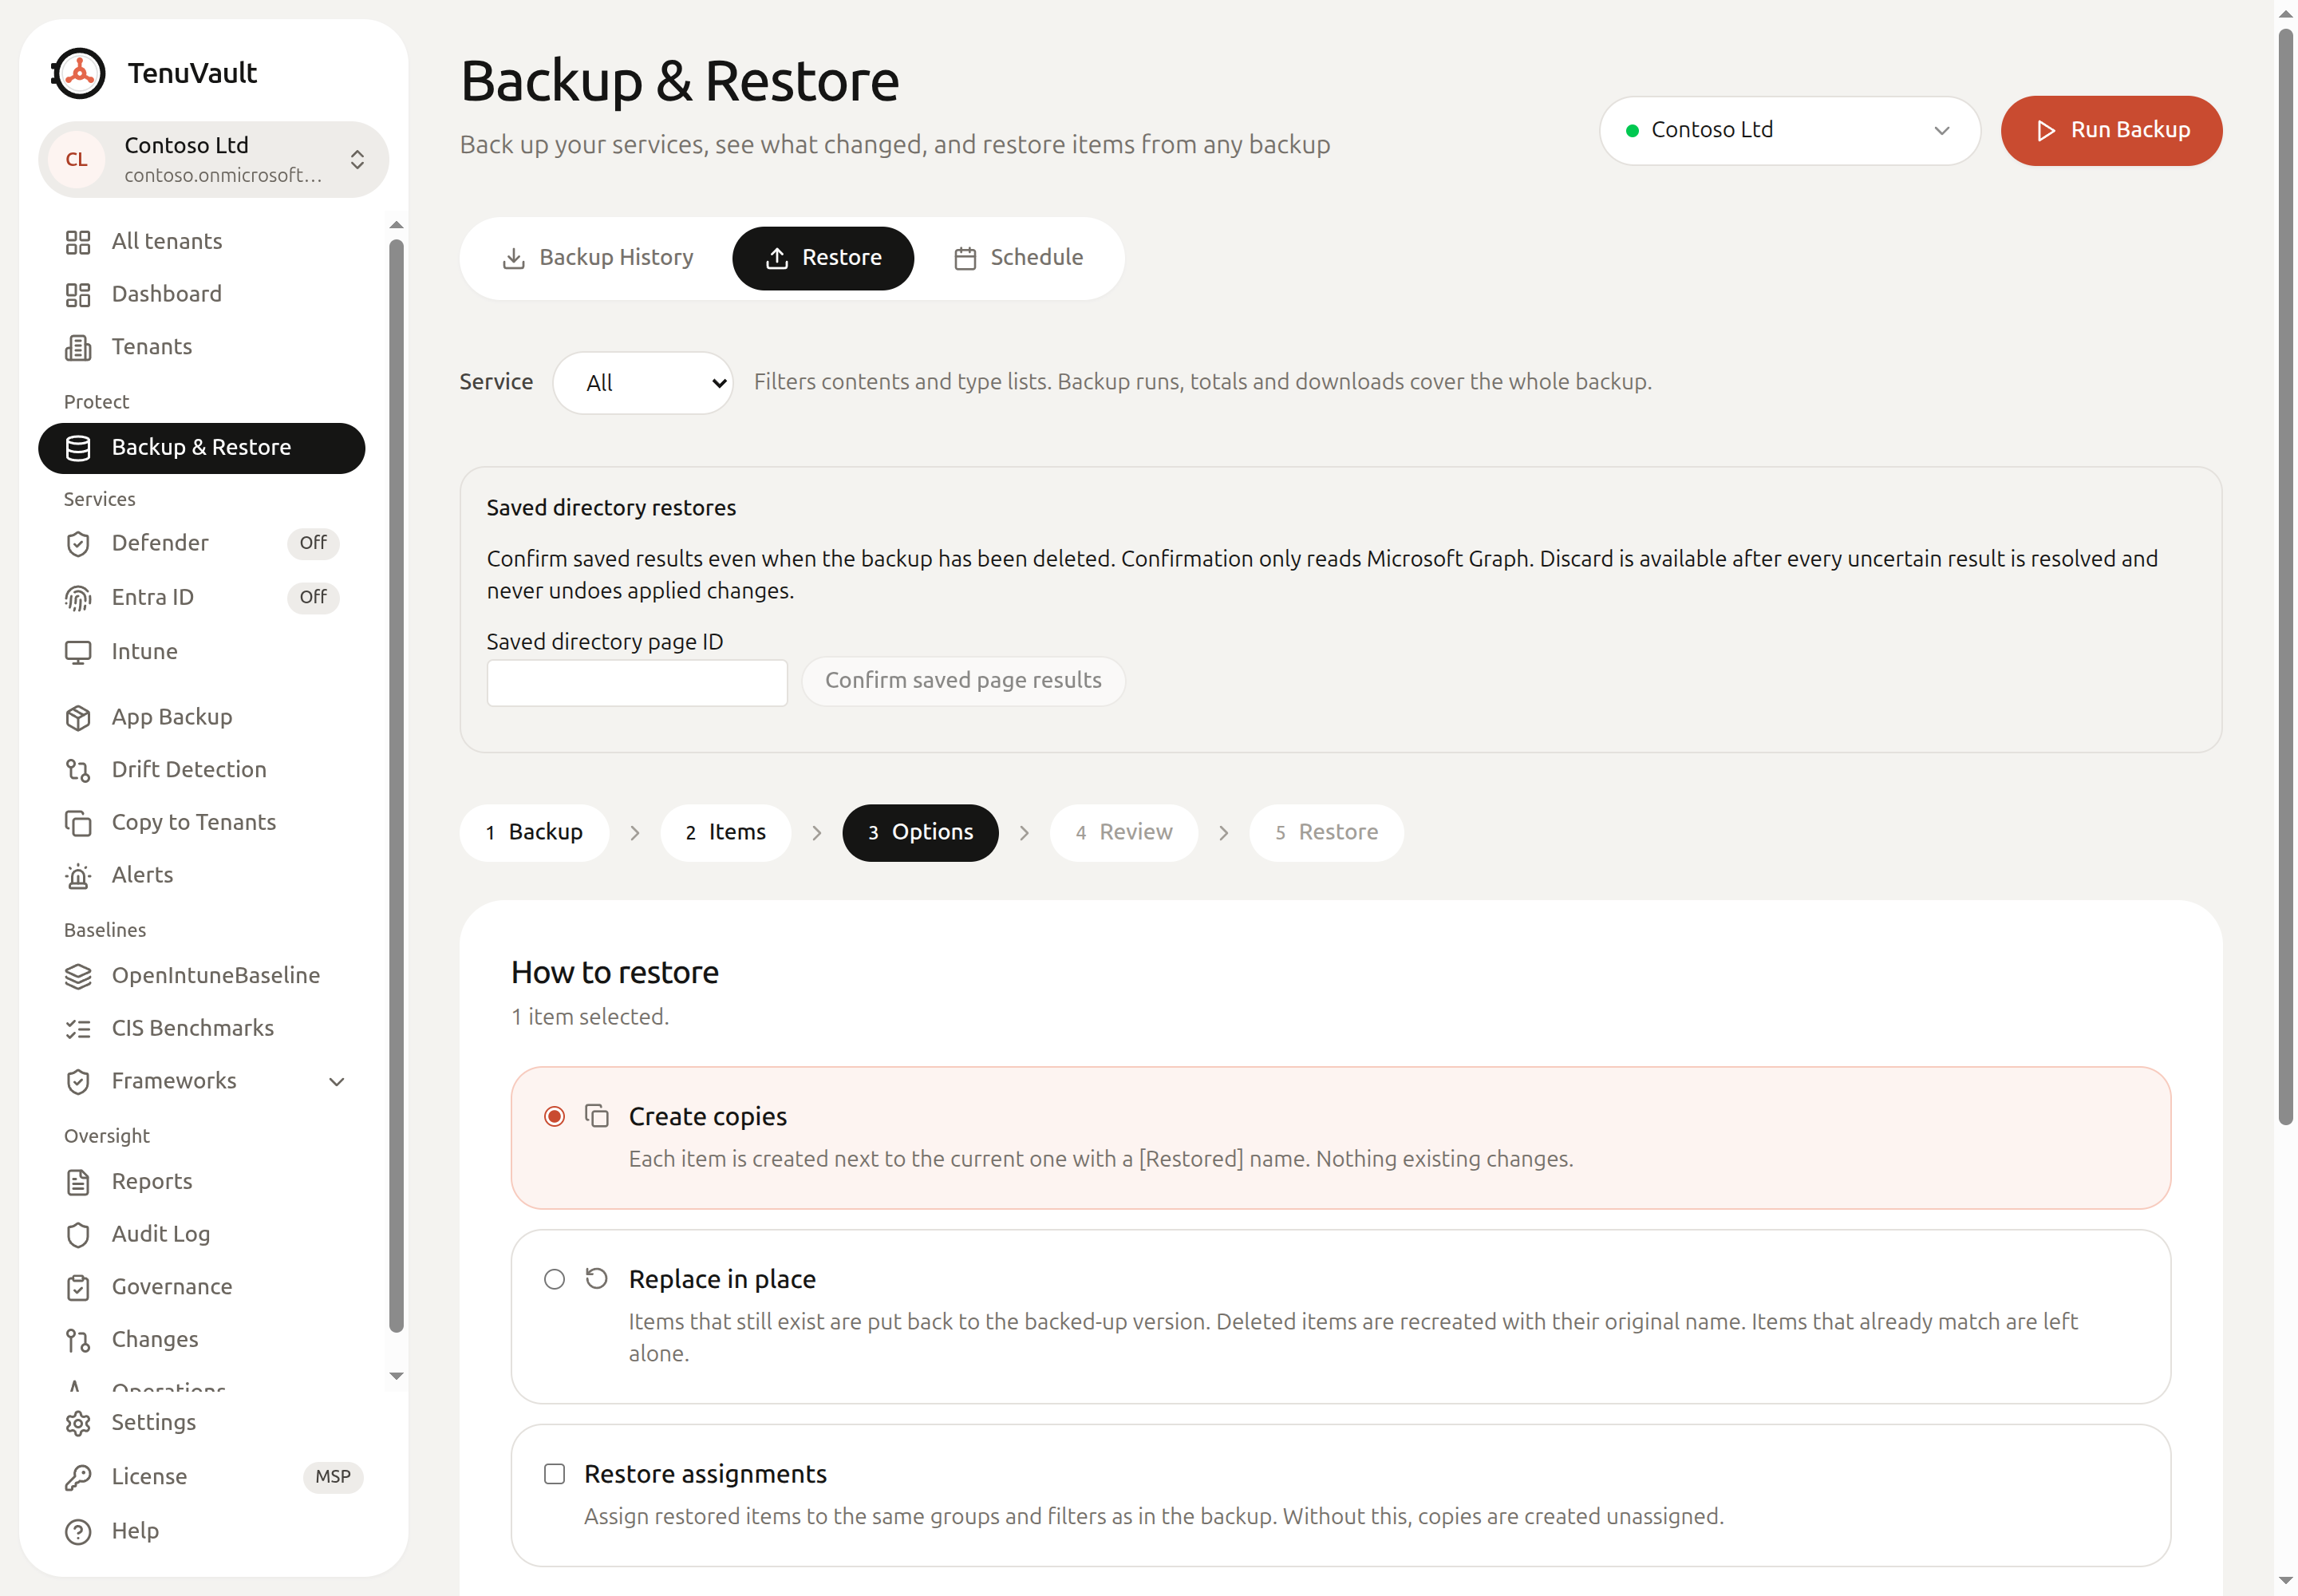 TenuVault
CL
Contoso Ltd
contoso.onmicrosoft...
All tenants
Dashboard
Tenants
Protect
Backup & Restore
Services
Defender
Off
Entra ID
Off
Intune
App Backup
Drift Detection
Copy to Tenants
Alerts
Baselines
OpenIntuneBaseline
CIS Benchmarks
Frameworks
Oversight
Reports
Audit Log
Governance
Changes
Operations
Settings
License
MSP
Help
Backup & Restore
Back up your services, see what changed, and restore items from any backup
Contoso Ltd
Run Backup
Backup History
Restore
Schedule
Service
All
Filters contents and type lists. Backup runs, totals and downloads cover the whole backup.
Saved directory restores
Confirm saved results even when the backup has been deleted. Confirmation only reads Microsoft Graph. Discard is available after every uncertain result is resolved and
never undoes applied changes.
Saved directory page ID
Confirm saved page results
1 Backup
2 Items
3 Options
4 Review
5 Restore
How to restore
1 item selected.
Create copies
Each item is created next to the current one with a [Restored] name. Nothing existing changes.
Replace in place
Items that still exist are put back to the backed-up version. Deleted items are recreated with their original name. Items that already match are left
alone.
Restore assignments
Assign restored items to the same groups and filters as in the backup. Without this, copies are created unassigned.